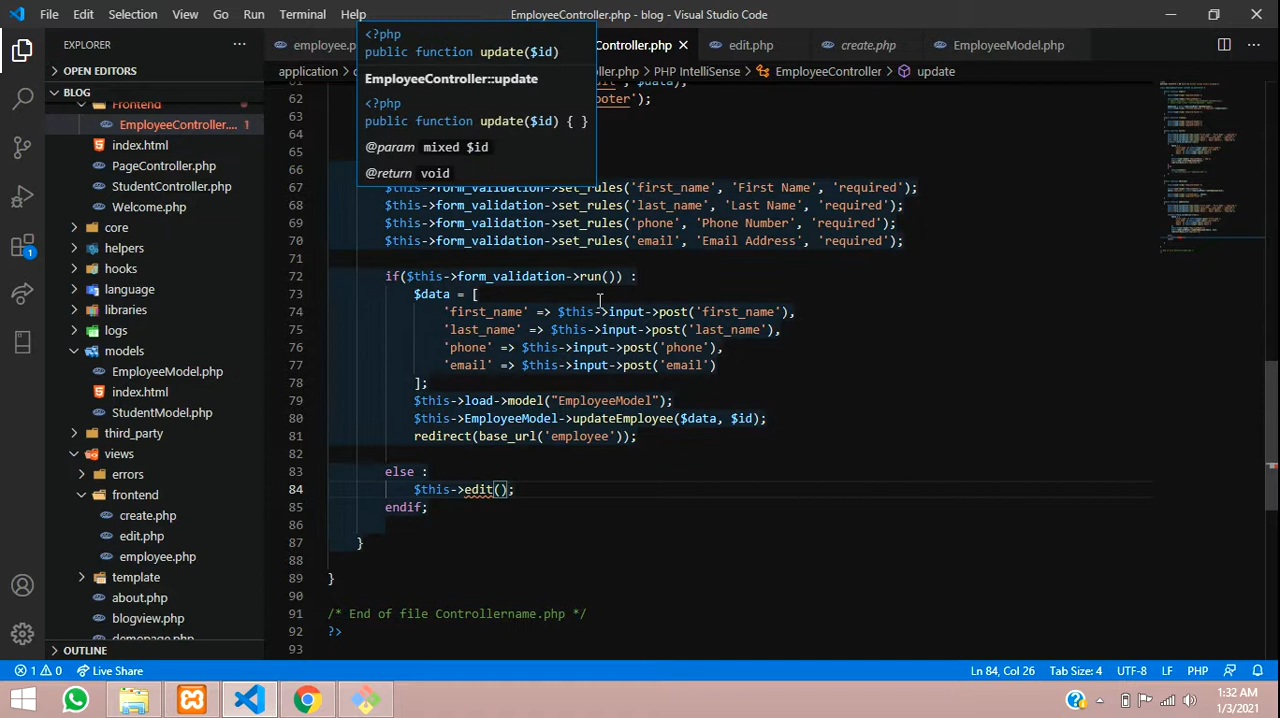 File Edit Selection View Go Run Terminal Help
EmployeeController.php - blog - Visual Studio Code
EXPLORER
employee.p
Controller.php
edit.php
create.php
EmployeeModel.php
OPEN EDITORS
application
ler.php
PHP IntelliSense
EmployeeController
update
BLOG
Frontend
EmployeeController.... 1
index.html
PageController.php
StudentController.php
Welcome.php
core
helpers
hooks
language
libraries
logs
models
EmployeeModel.php
index.html
StudentModel.php
third_party
views
errors
frontend
create.php
edit.php
employee.php
template
about.php
blogview.php
demopage.php
OUTLINE
<?php
public function update($id)
EmployeeController::update
<?php
public function update($id) { }
@param mixed $id
@return void
61 , $data);
62 ooter');
63
64
65
66
67 $this->form_validation->set_rules('first_name', 'First Name', 'required');
68 $this->form_validation->set_rules('last_name', 'Last Name', 'required');
69 $this->form_validation->set_rules('phone', 'Phone Number', 'required');
70 $this->form_validation->set_rules('email', 'Email Address', 'required');
71
72 if($this->form_validation->run()) :
73 $data = [
74 'first_name' => $this->input->post('first_name'),
75 'last_name' => $this->input->post('last_name'),
76 'phone' => $this->input->post('phone'),
77 'email' => $this->input->post('email')
78 ];
79 $this->load->model("EmployeeModel");
80 $this->EmployeeModel->updateEmployee($data, $id);
81 redirect(base_url('employee'));
82
83 else :
84 $this->edit();
85 endif;
86
87 }
88
89 }
90
91 /* End of file Controllername.php */
92 ?>
93
1 0 Live Share
Ln 84, Col 26 Tab Size: 4 UTF-8 LF PHP
1:32 AM
1/3/2021